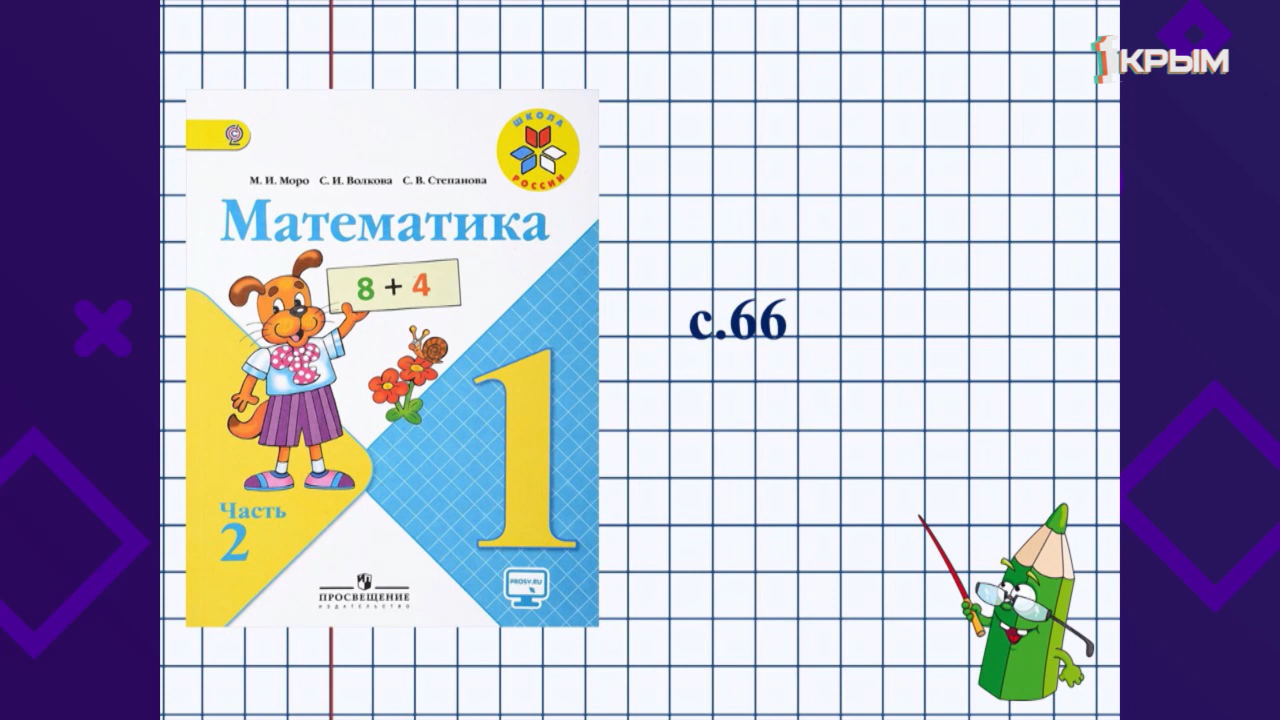 1КРЫМ
ШКОЛА
РОССИИ
М. И. Моро С. И. Волкова С. В. Степанова
Математика
8 + 4
с.66
1
Часть
2
PROSV.RU
ПРОСВЕЩЕНИЕ
ИЗДАТЕЛЬСТВО